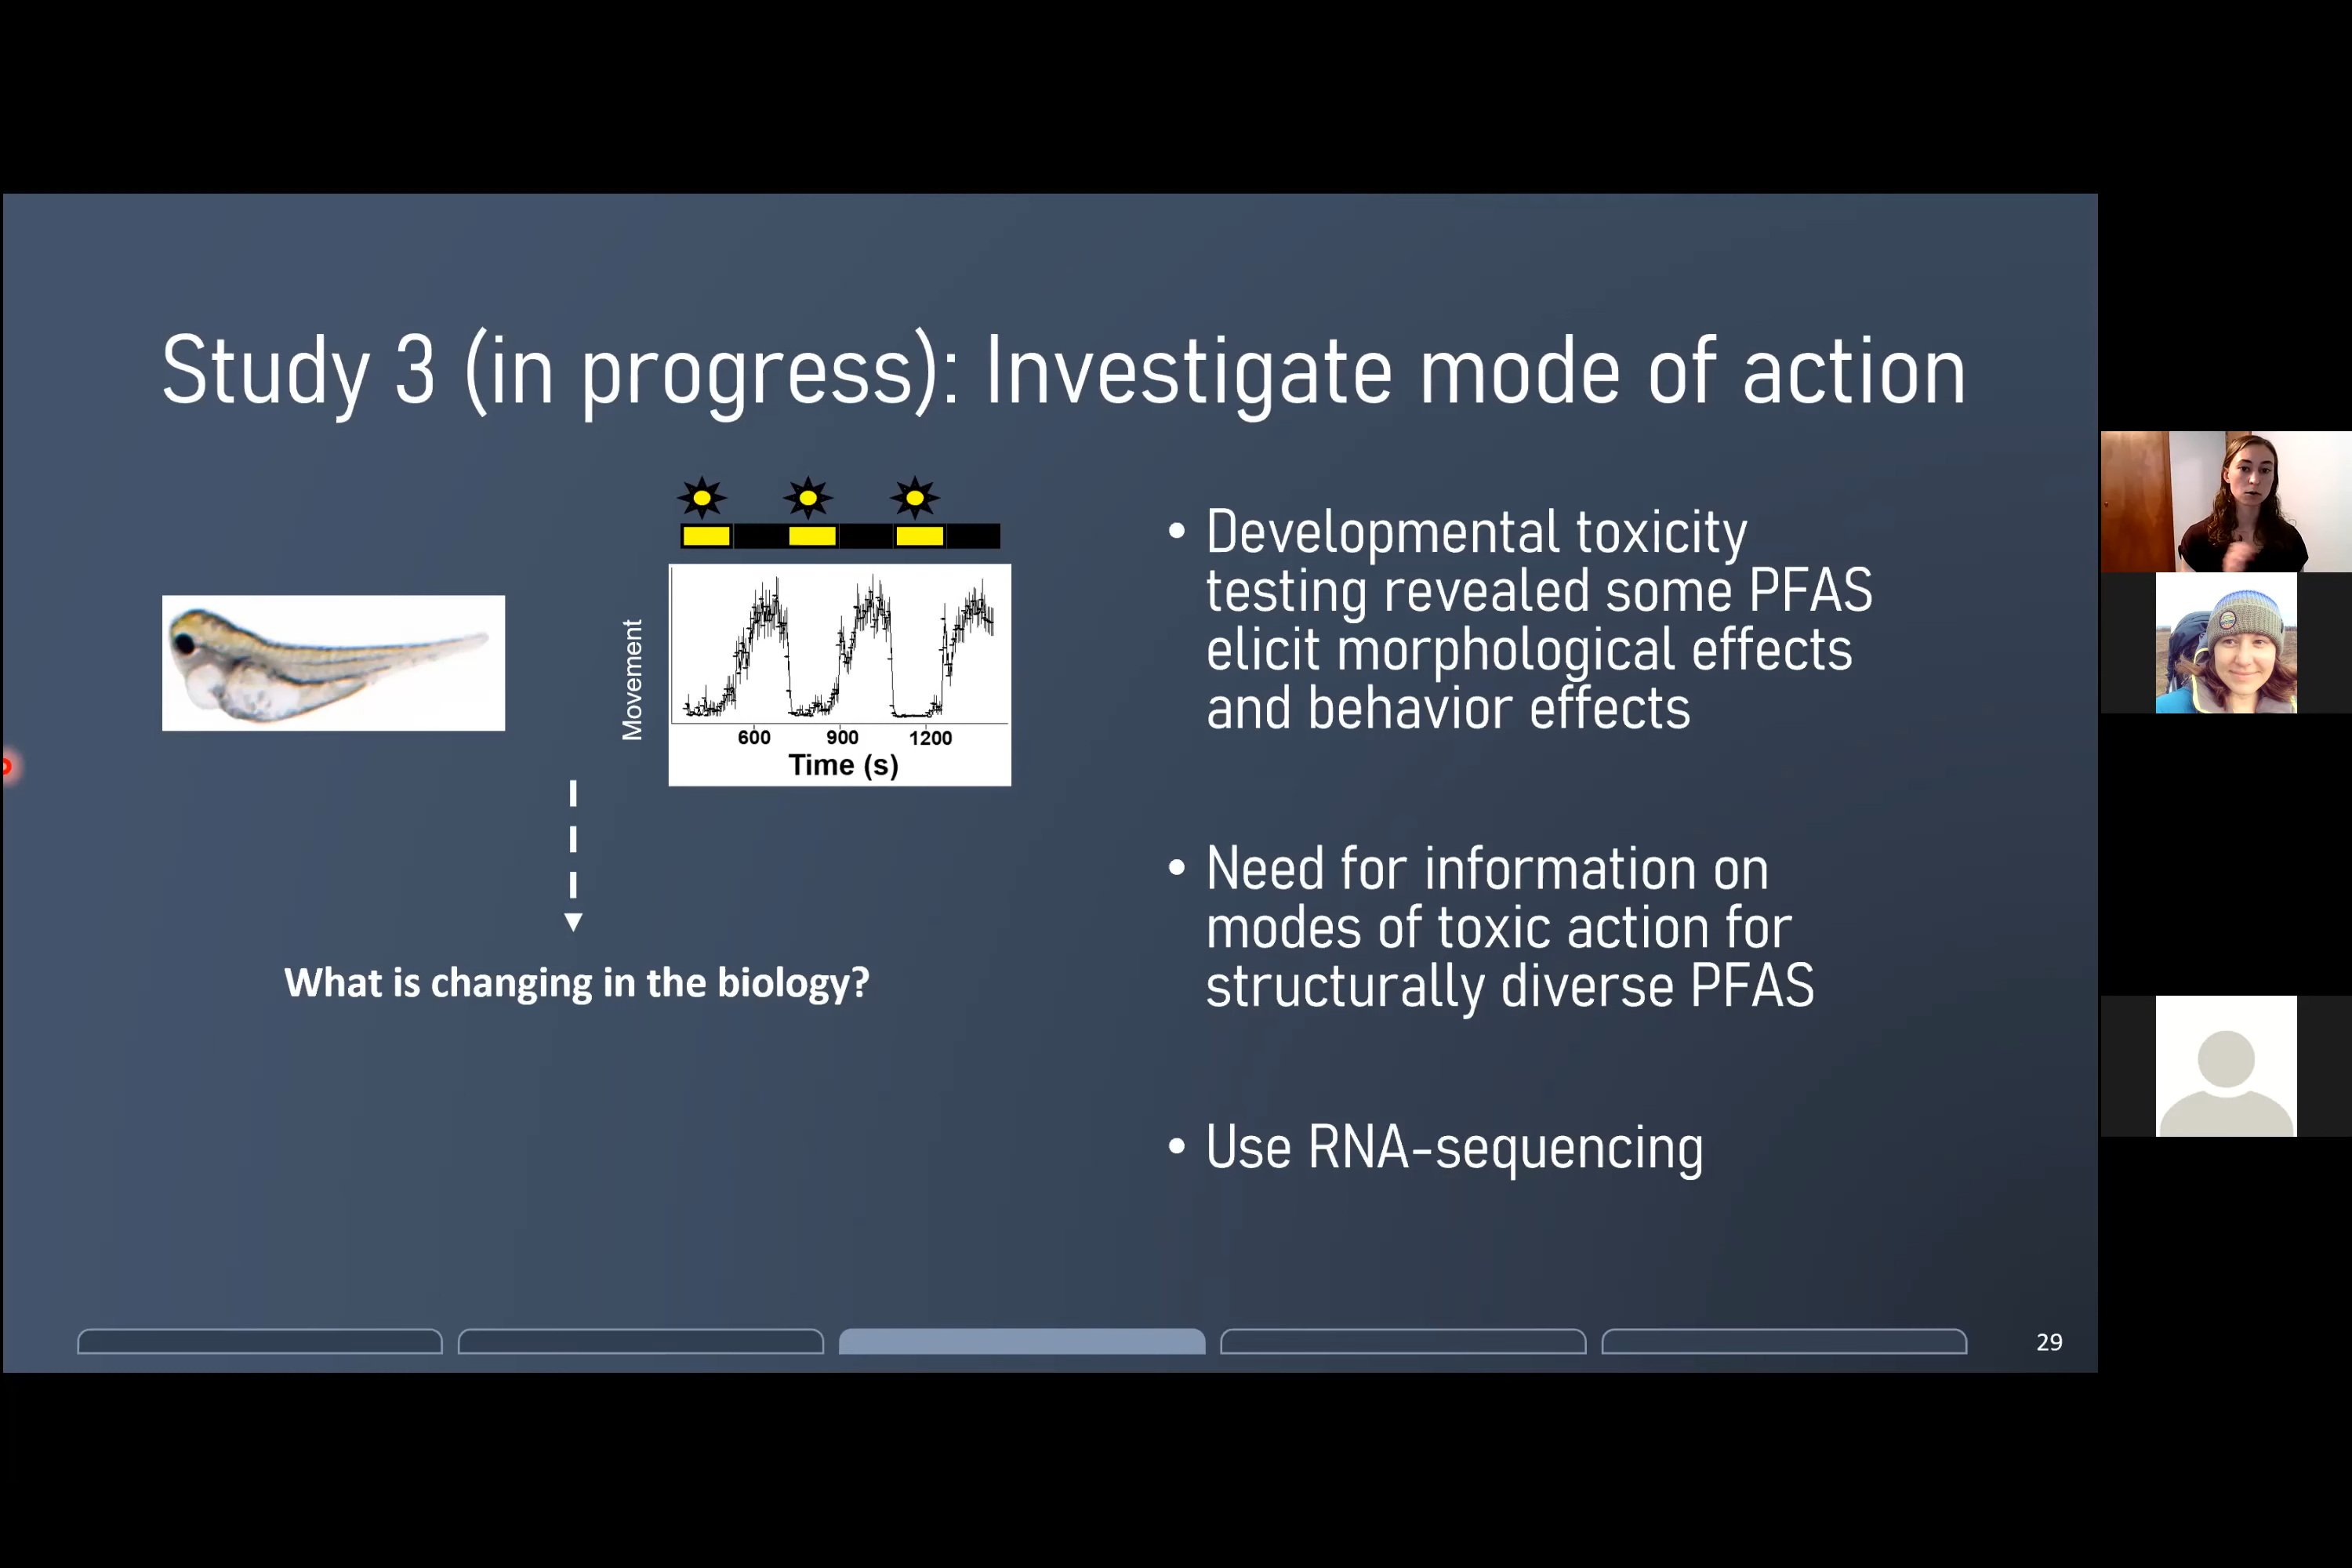 Study 3 (in progress): Investigate mode of action
Movement
600 900 1200
Time (s)
What is changing in the biology?
• Developmental toxicity
testing revealed some PFAS
elicit morphological effects
and behavior effects
• Need for information on
modes of toxic action for
structurally diverse PFAS
• Use RNA-sequencing
29